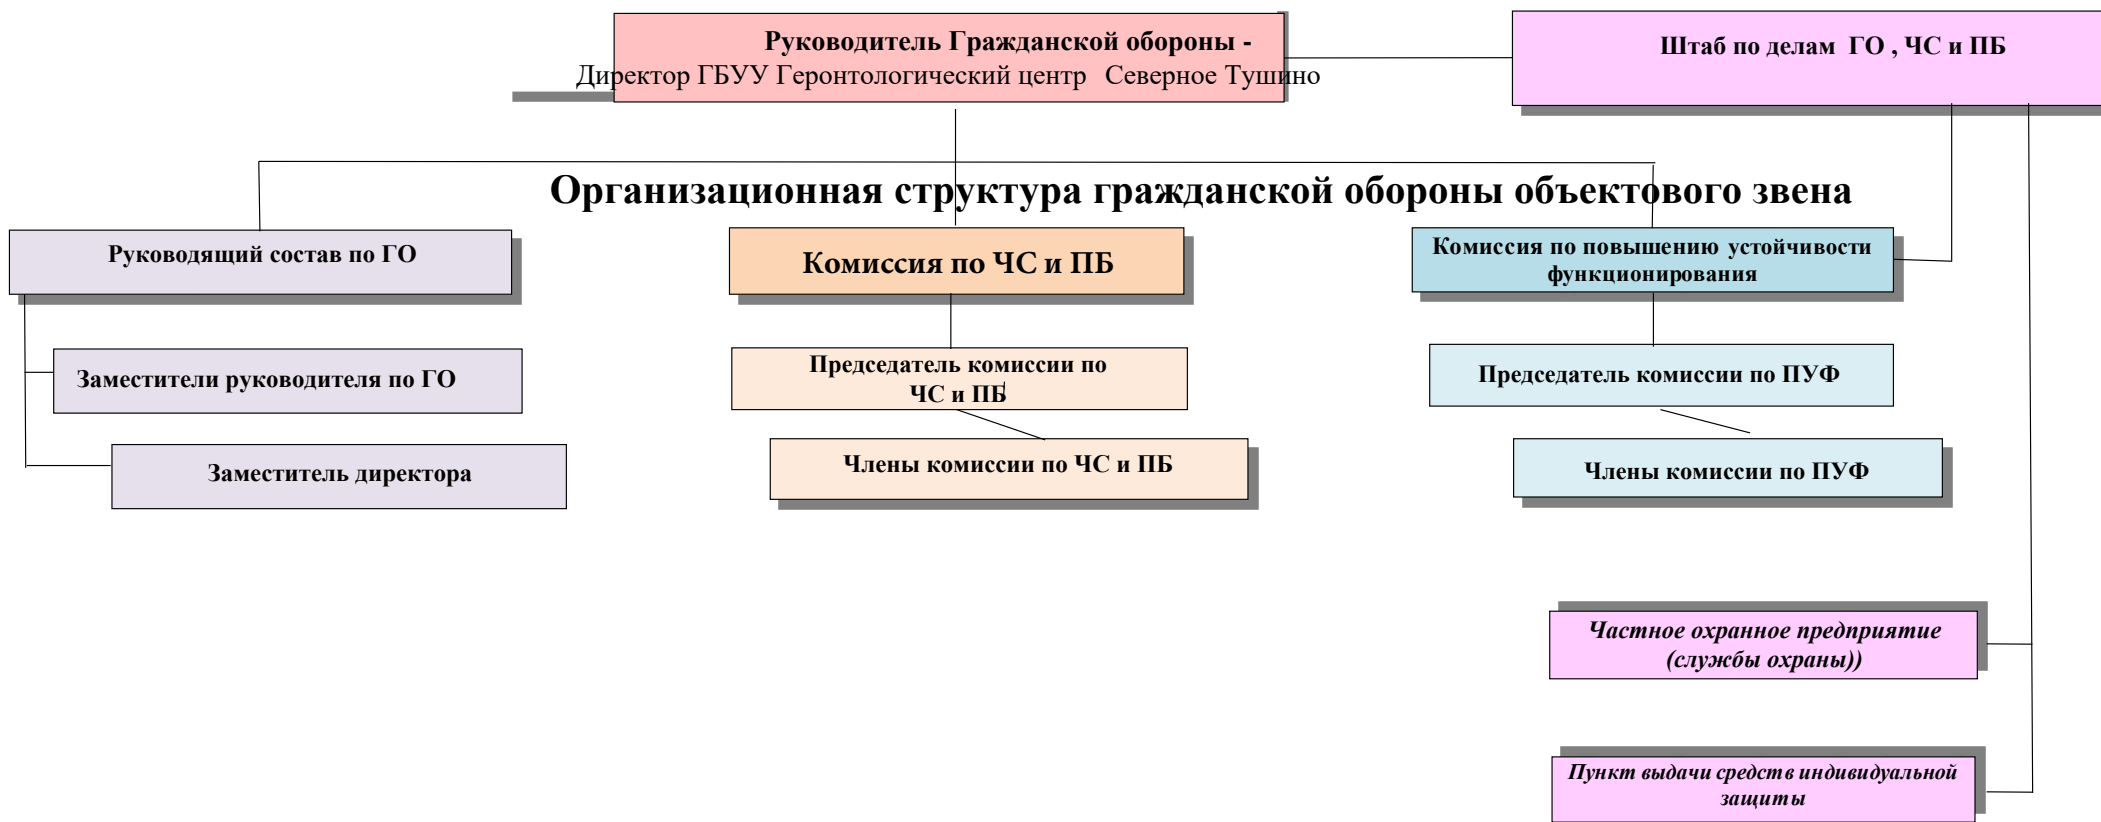 Руководитель Гражданской обороны -
Директор ГБУУ Геронтологический центр Северное Тушино
Штаб по делам ГО , ЧС и ПБ
Организационная структура гражданской обороны объектового звена
Руководящий состав по ГО
Комиссия по ЧС и ПБ
Комиссия по повышению устойчивости
функционирования
Заместители руководителя по ГО
Председатель комиссии по
ЧС и ПБ
Председатель комиссии по ПУФ
Заместитель директора
Члены комиссии по ЧС и ПБ
Члены комиссии по ПУФ
Частное охранное предприятие
(службы охраны))
Пункт выдачи средств индивидуальной
защиты